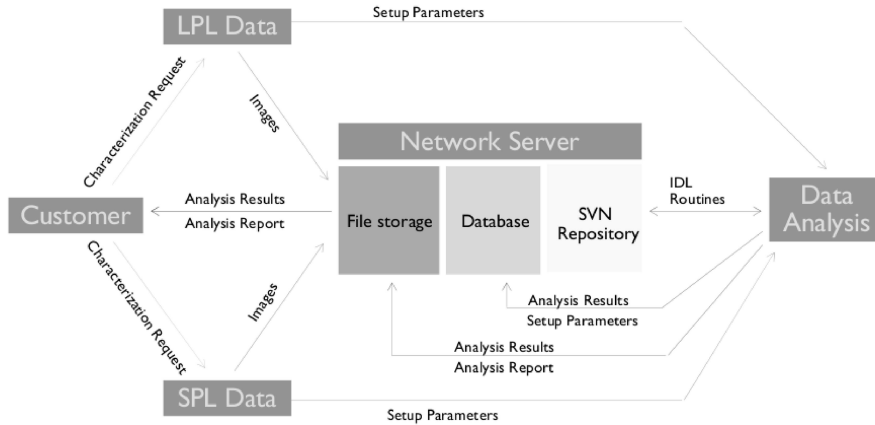 LPL Data
Setup Parameters
Characterization Request
Images
Network Server
Customer
Analysis Results
Analysis Report
File storage
Database
SVN
Repository
IDL
Routines
Data
Analysis
Characterization Request
Images
Analysis Results
Setup Parameters
Analysis Results
Analysis Report
SPL Data
Setup Parameters